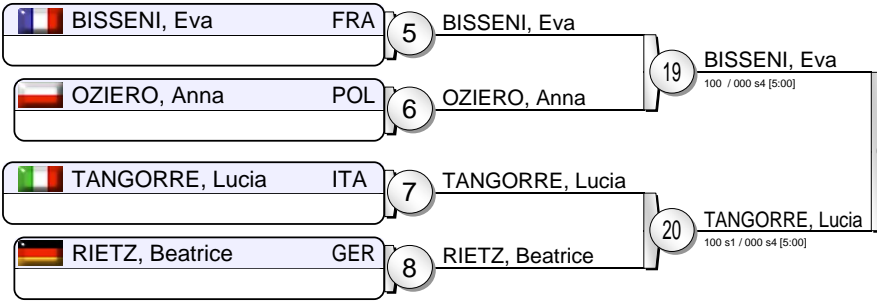 BISSENI, Eva FRA
5
BISSENI, Eva
OZIERO, Anna POL
6
OZIERO, Anna
19
BISSENI, Eva
100 / 000 s4 [5:00]
TANGORRE, Lucia ITA
7
TANGORRE, Lucia
RIETZ, Beatrice GER
8
RIETZ, Beatrice
20
TANGORRE, Lucia
100 s1 / 000 s4 [5:00]